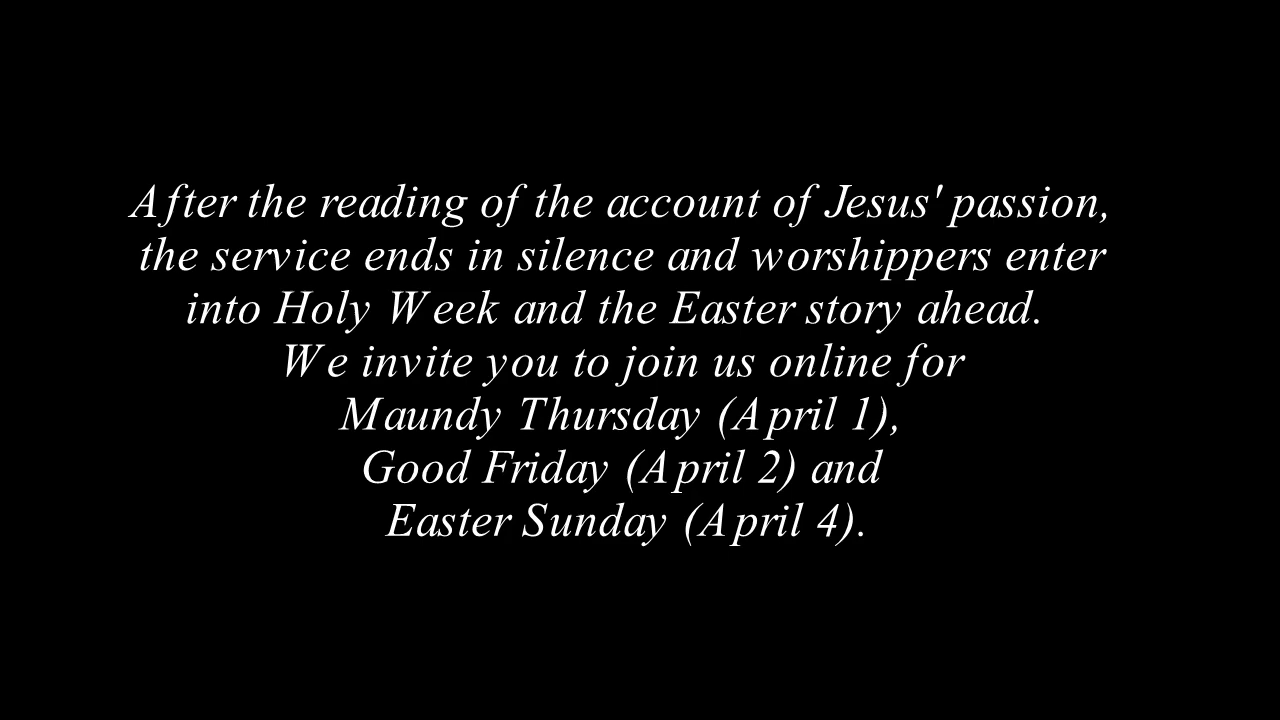 After the reading of the account of Jesus' passion,
the service ends in silence and worshippers enter
into Holy Week and the Easter story ahead.
We invite you to join us online for
Maundy Thursday (April 1),
Good Friday (April 2) and
Easter Sunday (April 4).